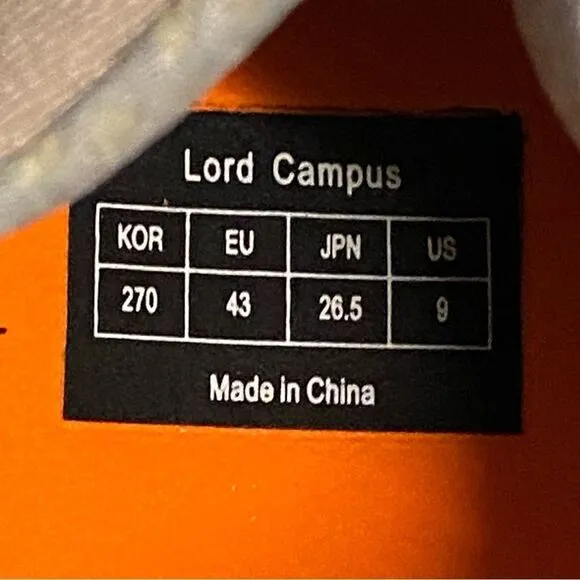 Lord Campus
KOR EU JPN US
270 43 26.5 9
Made in China